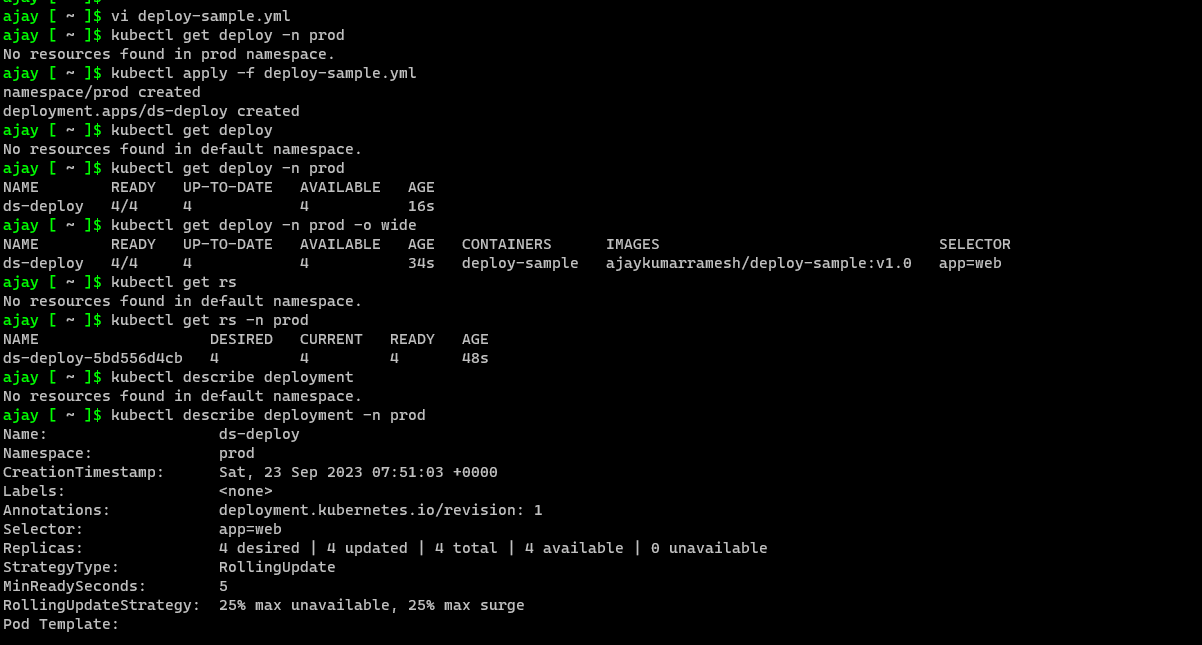 ajay [ ~ ]$ vi deploy-sample.yml
ajay [ ~ ]$ kubectl get deploy -n prod
No resources found in prod namespace.
ajay [ ~ ]$ kubectl apply -f deploy-sample.yml
namespace/prod created
deployment.apps/ds-deploy created
ajay [ ~ ]$ kubectl get deploy
No resources found in default namespace.
ajay [ ~ ]$ kubectl get deploy -n prod
NAME        READY   UP-TO-DATE   AVAILABLE   AGE
ds-deploy   4/4     4            4           16s
ajay [ ~ ]$ kubectl get deploy -n prod -o wide
NAME        READY   UP-TO-DATE   AVAILABLE   AGE   CONTAINERS      IMAGES                               SELECTOR
ds-deploy   4/4     4            4           34s   deploy-sample   ajaykumarramesh/deploy-sample:v1.0   app=web
ajay [ ~ ]$ kubectl get rs
No resources found in default namespace.
ajay [ ~ ]$ kubectl get rs -n prod
NAME                   DESIRED   CURRENT   READY   AGE
ds-deploy-5bd556d4cb   4         4         4       48s
ajay [ ~ ]$ kubectl describe deployment
No resources found in default namespace.
ajay [ ~ ]$ kubectl describe deployment -n prod
Name:                   ds-deploy
Namespace:              prod
CreationTimestamp:      Sat, 23 Sep 2023 07:51:03 +0000
Labels:                 <none>
Annotations:            deployment.kubernetes.io/revision: 1
Selector:               app=web
Replicas:               4 desired | 4 updated | 4 total | 4 available | 0 unavailable
StrategyType:           RollingUpdate
MinReadySeconds:        5
RollingUpdateStrategy:  25% max unavailable, 25% max surge
Pod Template: